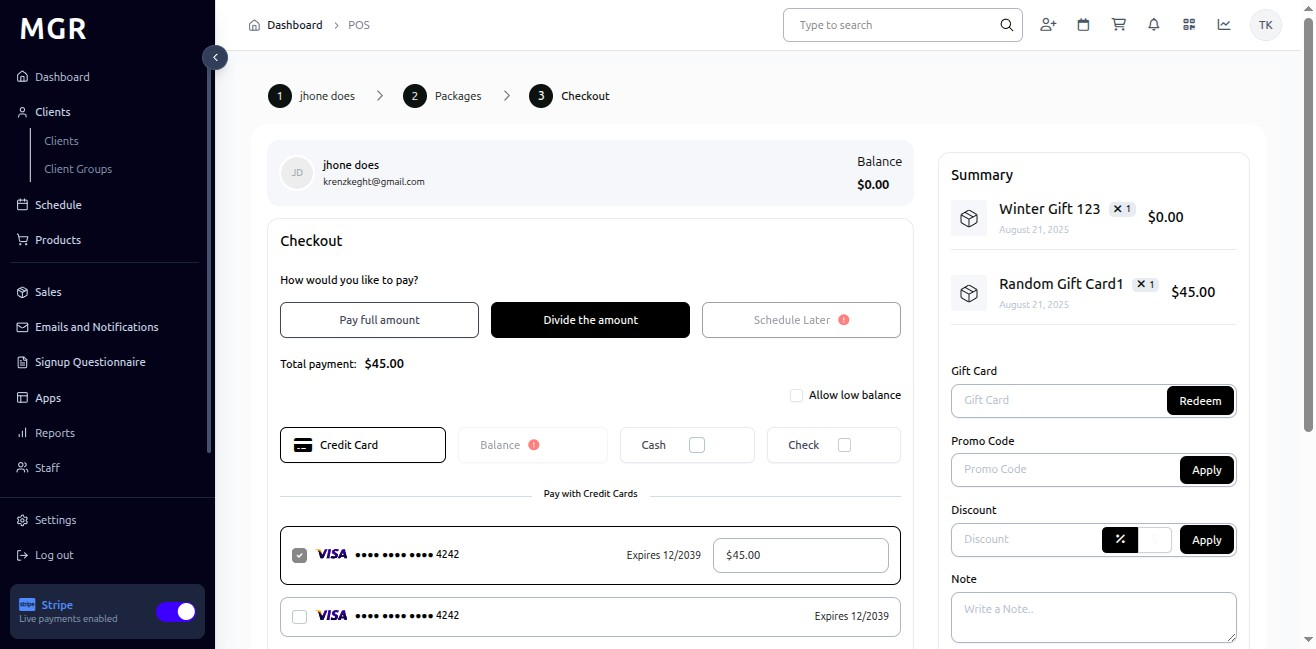 MGR
Dashboard
Clients
Clients
Client Groups
Schedule
Products
Sales
Emails and Notifications
Signup Questionnaire
Apps
Reports
Staff
Settings
Log out
Stripe
Live payments enabled
Dashboard > POS
Type to search
TK
1 jhone does > 2 Packages > 3 Checkout
JD
jhone does
krenzkeght@gmail.com
Balance
$0.00
Checkout
How would you like to pay?
Pay full amount
Divide the amount
Schedule Later
Total payment: $45.00
Allow low balance
Credit Card
Balance
Cash
Check
Pay with Credit Cards
VISA •••• •••• •••• 4242 Expires 12/2039 $45.00
VISA •••• •••• •••• 4242 Expires 12/2039
Summary
Winter Gift 123 × 1 $0.00
August 21, 2025
Random Gift Card1 × 1 $45.00
August 21, 2025
Gift Card
Gift Card Redeem
Promo Code
Promo Code Apply
Discount
Discount % Apply
Note
Write a Note..